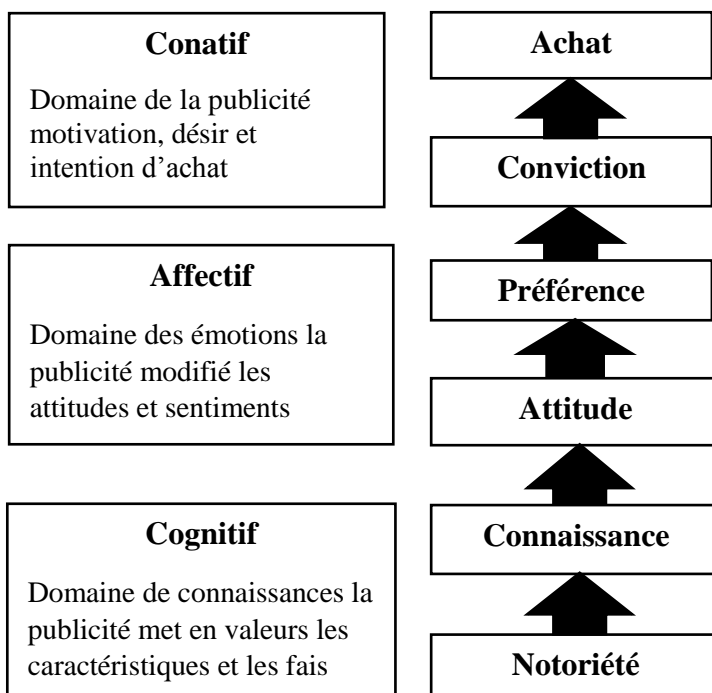 Conatif
Domaine de la publicité
motivation, désir et
intention d'achat
Affectif
Domaine des émotions la
publicité modifié les
attitudes et sentiments
Cognitif
Domaine de connaissances la
publicité met en valeurs les
caractéristiques et les fais
Achat
Conviction
Préférence
Attitude
Connaissance
Notoriété